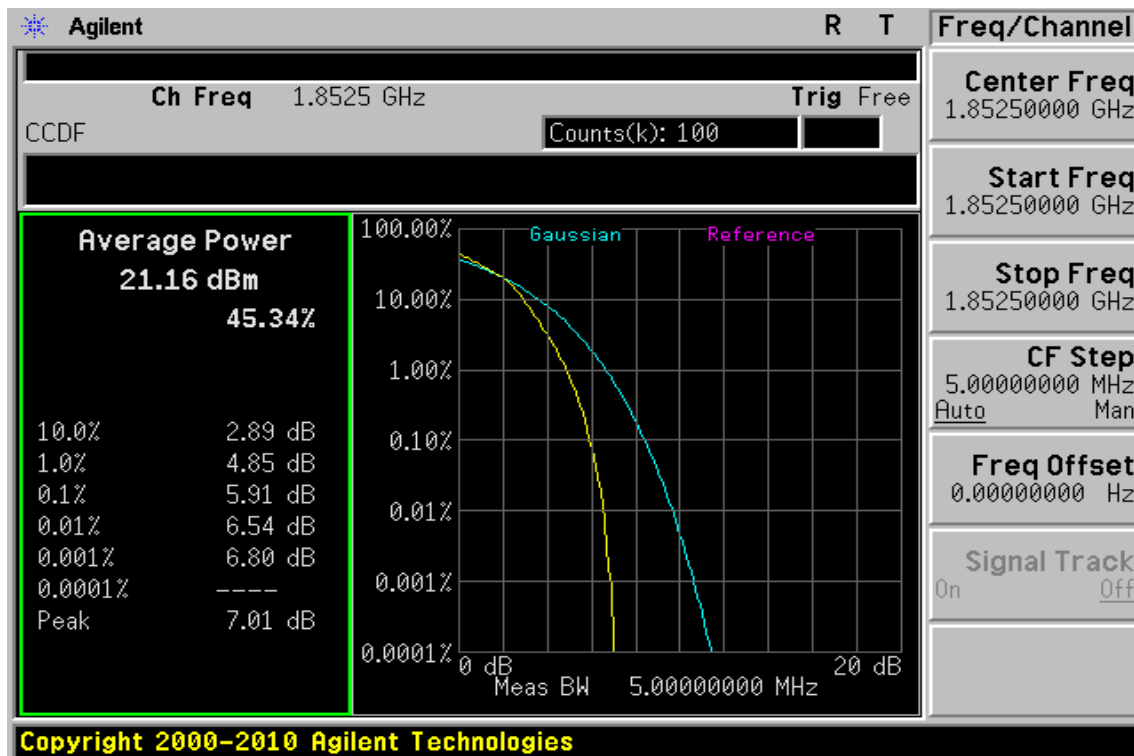 Agilent R T
Ch Freq 1.8525 GHz Trig Free
CCDF Counts(k): 100
Average Power
21.16 dBm
45.34%
10.0% 2.89 dB
1.0% 4.85 dB
0.1% 5.91 dB
0.01% 6.54 dB
0.001% 6.80 dB
0.0001% ----
Peak 7.01 dB
Gaussian Reference
100.00%
10.00%
1.00%
0.10%
0.01%
0.001%
0.0001%
0 dB 20 dB
Meas BW 5.00000000 MHz
Freq/Channel
Center Freq
1.85250000 GHz
Start Freq
1.85250000 GHz
Stop Freq
1.85250000 GHz
CF Step
5.00000000 MHz
Auto Man
Freq Offset
0.00000000 Hz
Signal Track
On Off
Copyright 2000-2010 Agilent Technologies